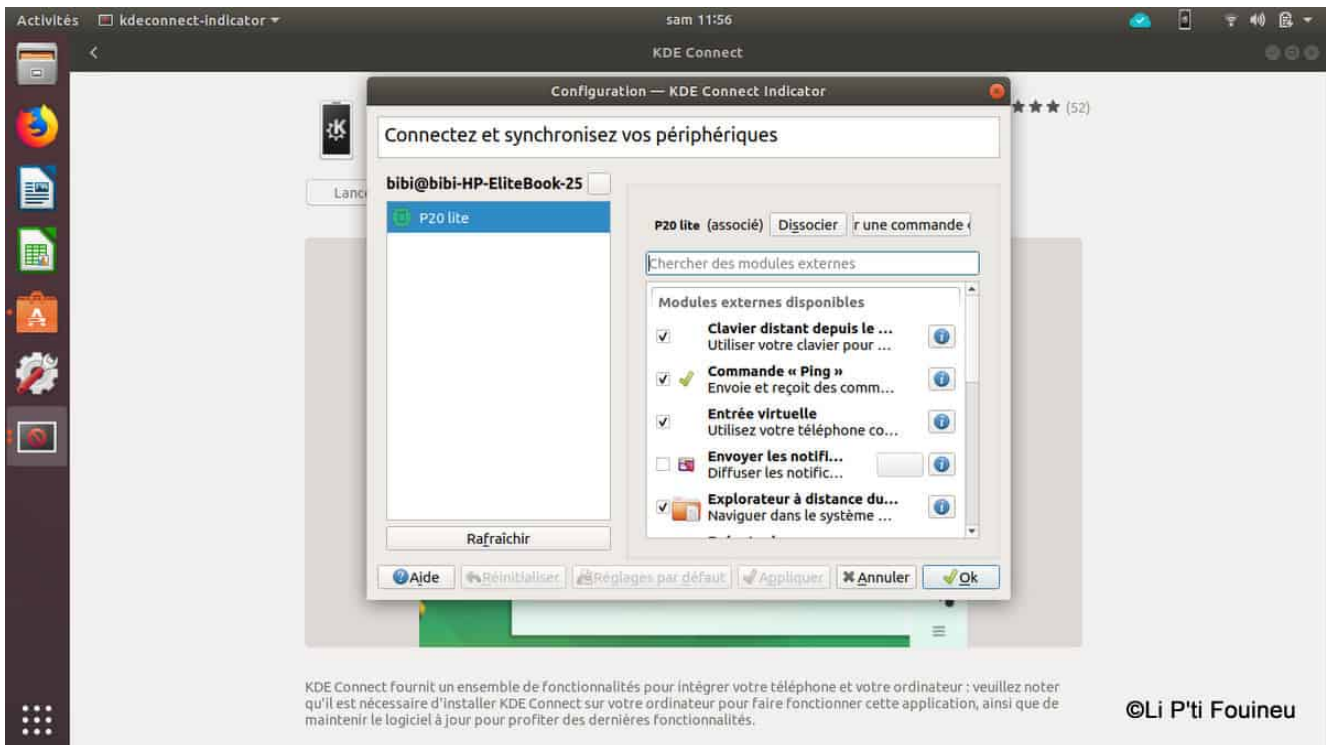 Activités kdeconnect-indicator sam 11:56
KDE Connect
Configuration — KDE Connect Indicator
(52)
Connectez et synchronisez vos périphériques
bibi@bibi-HP-EliteBook-25
Lance
P20 lite
P20 lite (associé) Dissocier r une commande
Chercher des modules externes
Modules externes disponibles
Clavier distant depuis le ...
Utiliser votre clavier pour ...
Commande « Ping »
Envoie et reçoit des comm...
Entrée virtuelle
Utilisez votre téléphone co...
Envoyer les notifi...
Diffuser les notific...
Explorateur à distance du...
Naviguer dans le système ...
Rafraîchir
Aide Réinitialiser Réglages par défaut Appliquer Annuler Ok
KDE Connect fournit un ensemble de fonctionnalités pour intégrer votre téléphone et votre ordinateur : veuillez noter
qu'il est nécessaire d'installer KDE Connect sur votre ordinateur pour faire fonctionner cette application, ainsi que de
maintenir le logiciel à jour pour profiter des dernières fonctionnalités.
©Li P'ti Fouineu